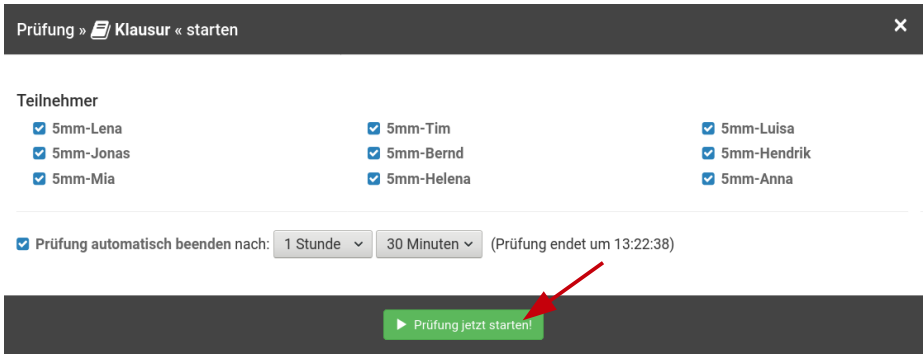 Prüfung » Klausur « starten ×
Teilnehmer
5mm-Lena 5mm-Tim 5mm-Luisa
5mm-Jonas 5mm-Bernd 5mm-Hendrik
5mm-Mia 5mm-Helena 5mm-Anna
Prüfung automatisch beenden nach: 1 Stunde 30 Minuten (Prüfung endet um 13:22:38)
Prüfung jetzt starten!